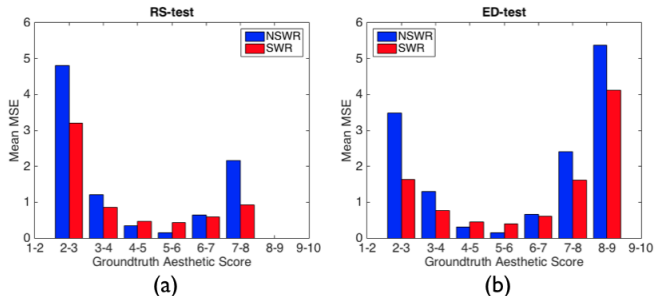 RS-test
NSWR
SWR
Mean MSE
6
5
4
3
2
1
0
1-2 2-3 3-4 4-5 5-6 6-7 7-8 8-9 9-10
Groundtruth Aesthetic Score
(a)
ED-test
NSWR
SWR
Mean MSE
6
5
4
3
2
1
0
1-2 2-3 3-4 4-5 5-6 6-7 7-8 8-9 9-10
Groundtruth Aesthetic Score
(b)